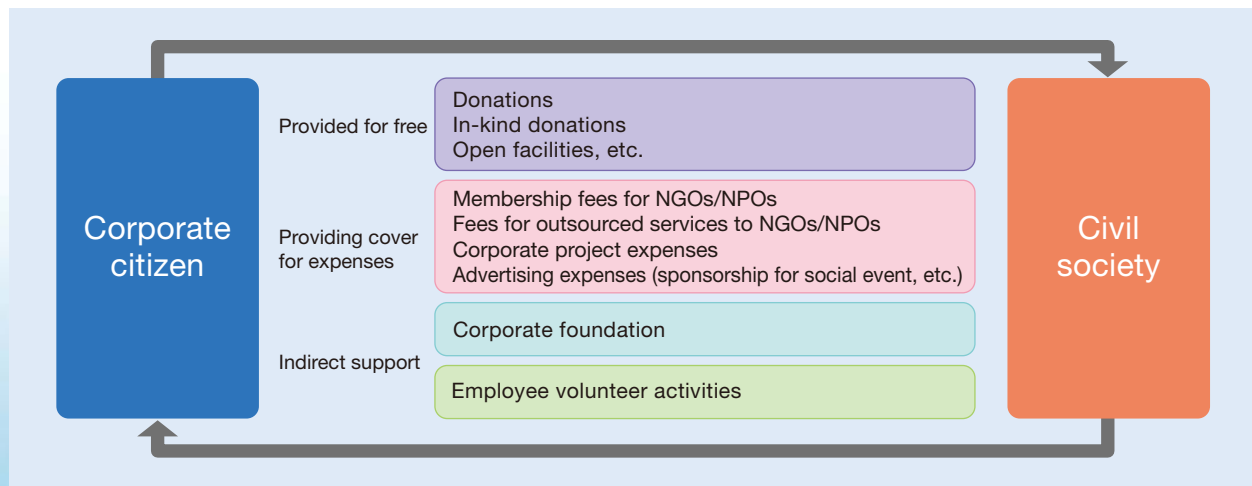 Corporate
citizen
Provided for free
Donations
In-kind donations
Open facilities, etc.
Providing cover
for expenses
Membership fees for NGOs/NPOs
Fees for outsourced services to NGOs/NPOs
Corporate project expenses
Advertising expenses (sponsorship for social event, etc.)
Indirect support
Corporate foundation
Employee volunteer activities
Civil
society